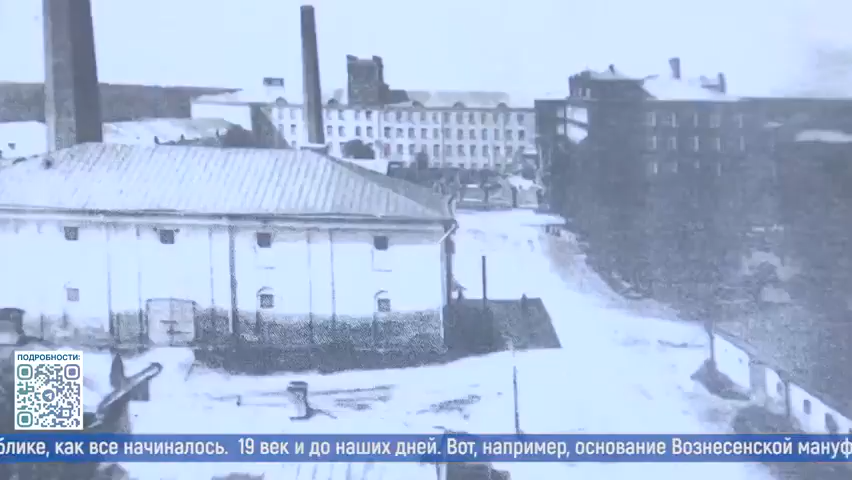 ПОДРОБНОСТИ:
блике, как все начиналось. 19 век и до наших дней. Вот, например, основание Вознесенской мануф